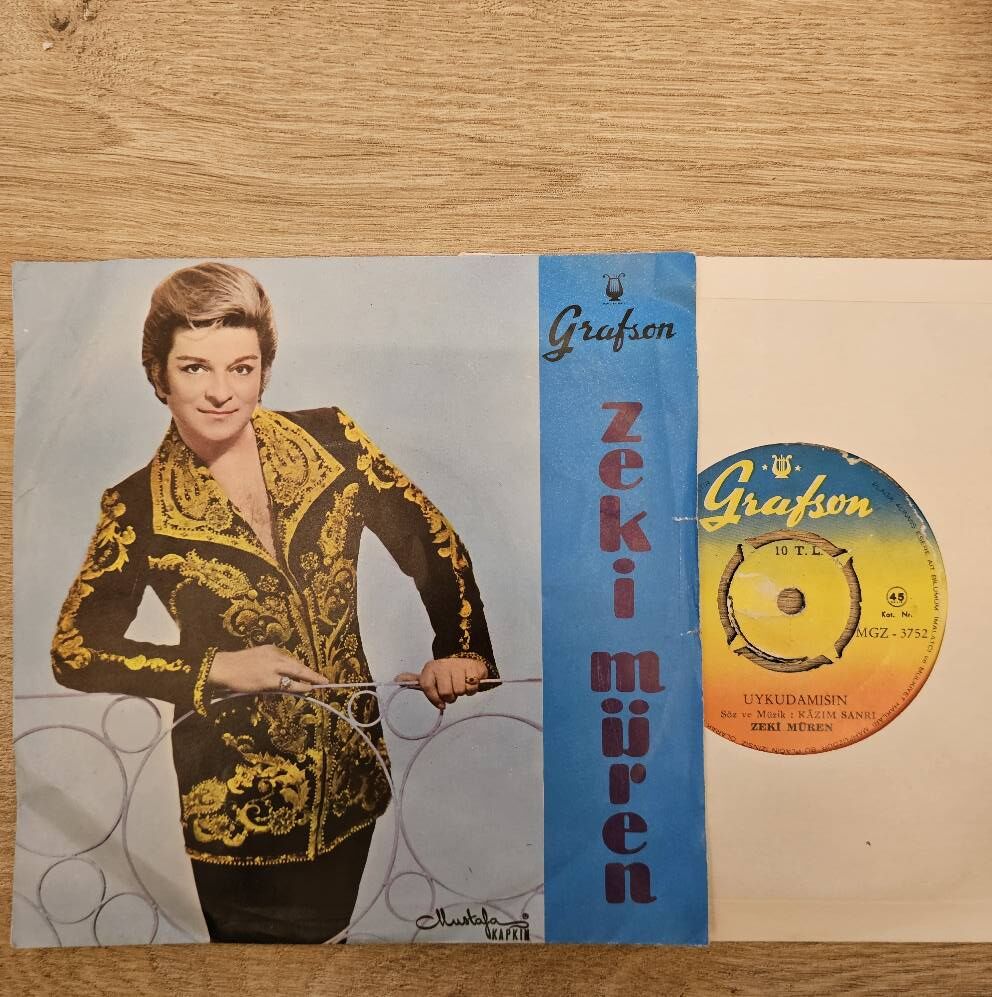 Grafson
zeki müren
Mustafa
KAPKIN
Grafson
10 T. L.
45
Kat. Nr.
MGZ - 3752
UYKUDAMISIN
Söz ve Müzik : KÂZIM SANRI
ZEKİ MÜREN